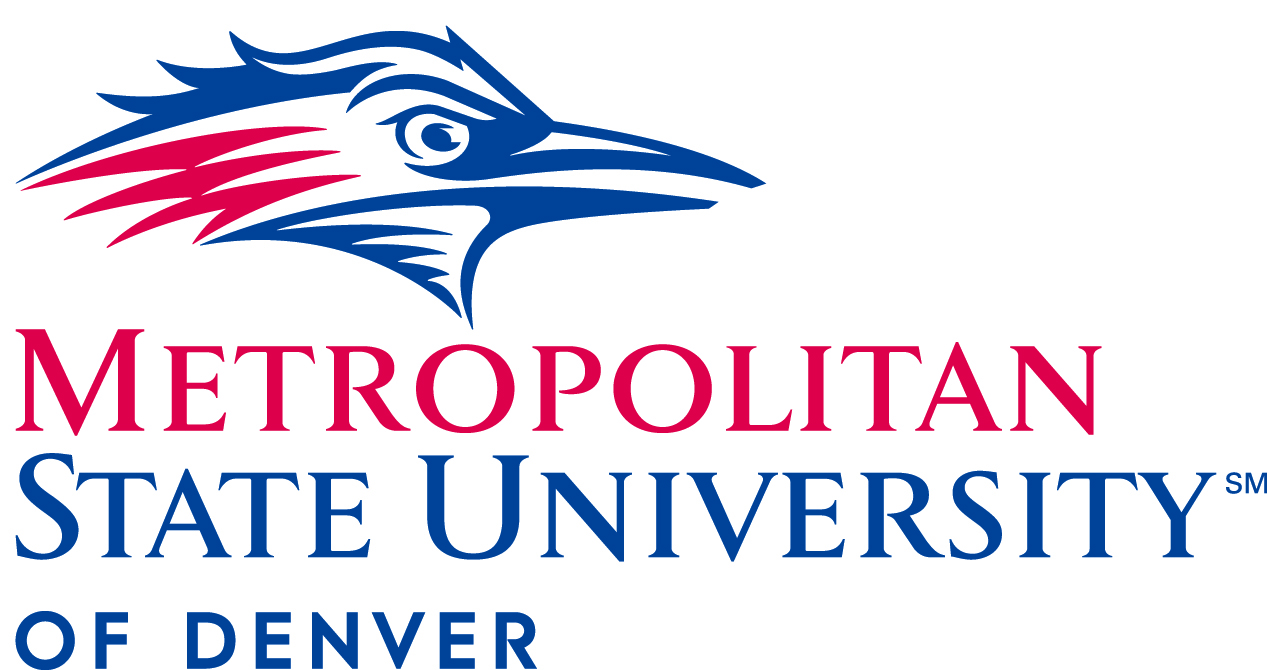 METROPOLITAN
STATE UNIVERSITY SM
OF DENVER